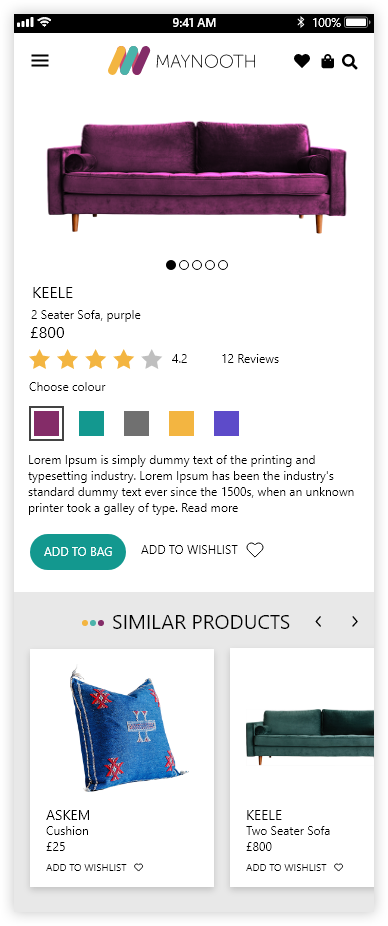 9:41 AM
100%
MAYNOOTH
KEELE
2 Seater Sofa, purple
£800
4.2 12 Reviews
Choose colour
Lorem Ipsum is simply dummy text of the printing and
typesetting industry. Lorem Ipsum has been the industry's
standard dummy text ever since the 1500s, when an unknown
printer took a galley of type. Read more
ADD TO BAG
ADD TO WISHLIST
SIMILAR PRODUCTS
ASKEM
Cushion
£25
ADD TO WISHLIST
KEELE
Two Seater Sofa
£800
ADD TO WISHLIST